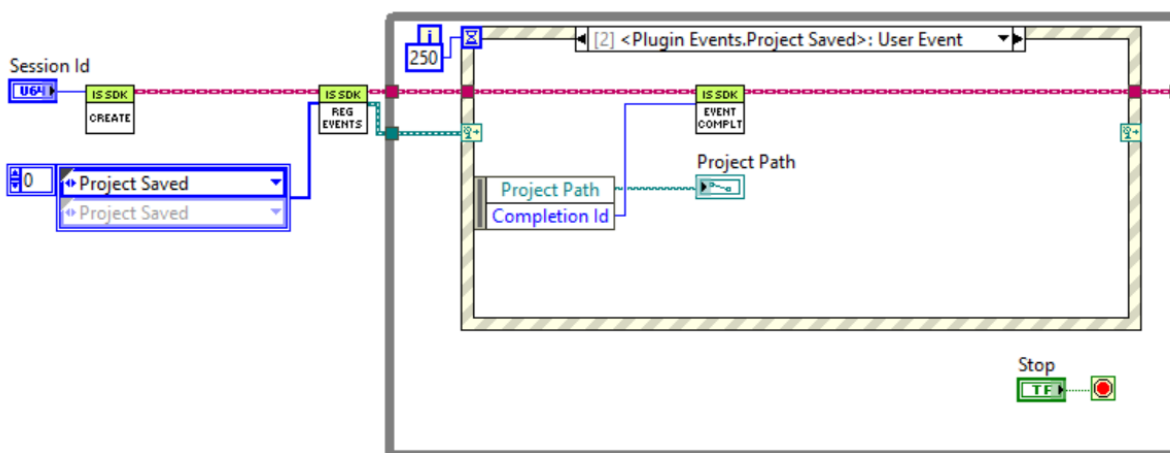 i
250
[2] <Plugin Events.Project Saved>: User Event
Session Id
U64
IS SDK
CREATE
IS SDK
REG
EVENTS
IS SDK
EVENT
COMPLT
0
Project Saved
Project Saved
Project Path
Project Path
Completion Id
Stop
TF